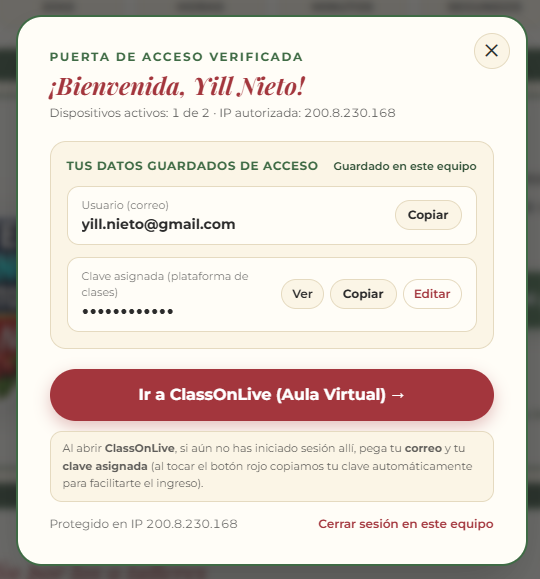 PUERTA DE ACCESO VERIFICADA
¡Bienvenida, Yill Nieto!
Dispositivos activos: 1 de 2 · IP autorizada: 200.8.230.168
TUS DATOS GUARDADOS DE ACCESO Guardado en este equipo
Usuario (correo)
yill.nieto@gmail.com
Copiar
Clave asignada (plataforma de
clases)
••••••••••••
Ver Copiar Editar
Ir a ClassOnLive (Aula Virtual) →
Al abrir ClassOnLive, si aún no has iniciado sesión allí, pega tu correo y tu
clave asignada (al tocar el botón rojo copiamos tu clave automáticamente
para facilitarte el ingreso).
Protegido en IP 200.8.230.168 Cerrar sesión en este equipo